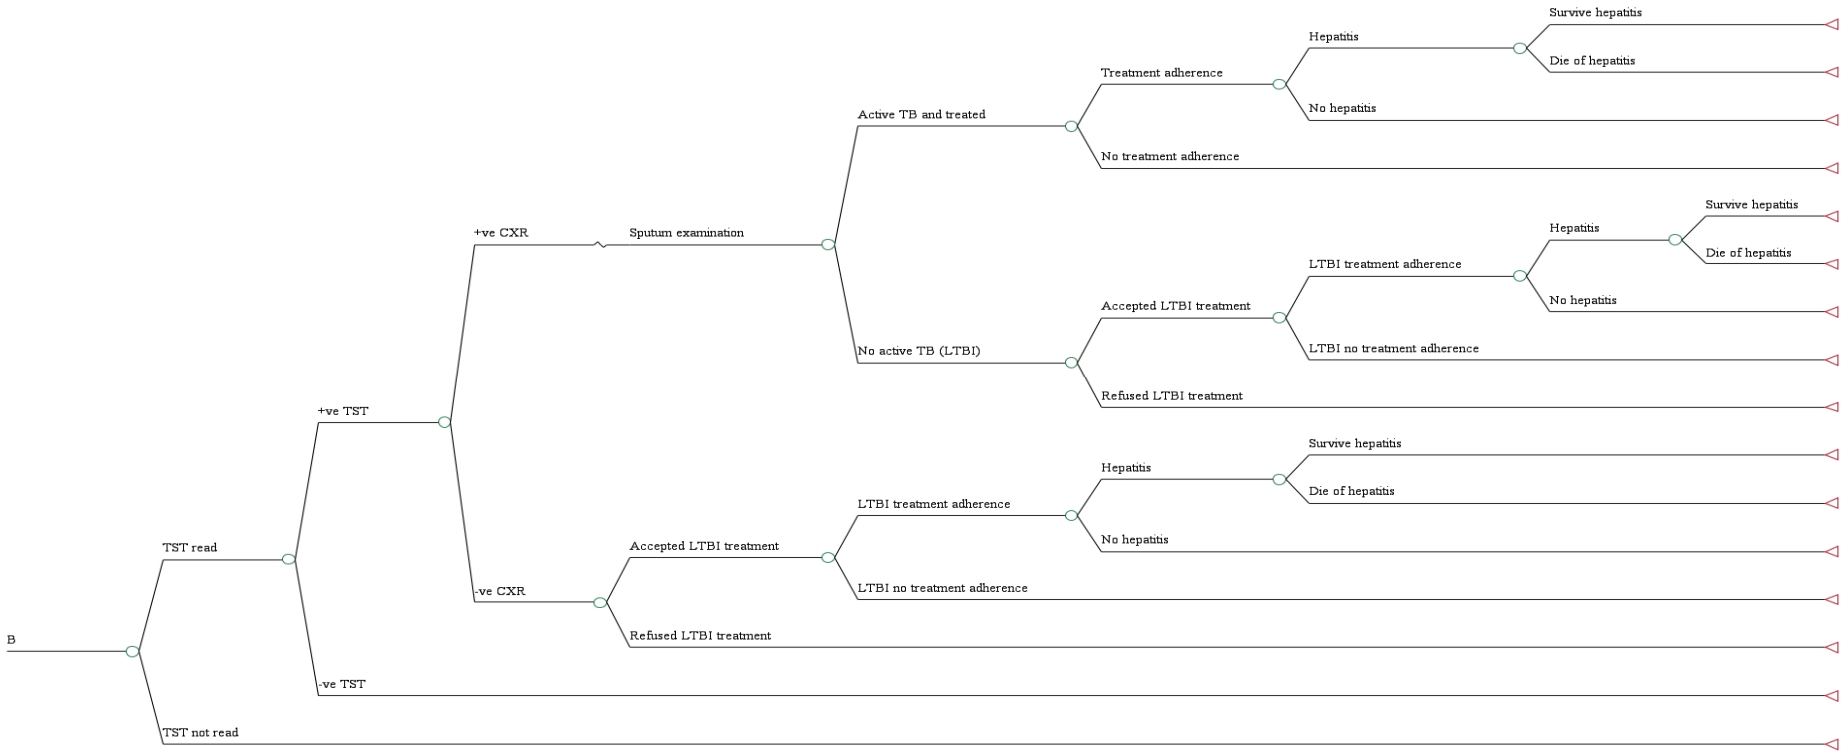 Survive hepatitis
Hepatitis
Die of hepatitis
Treatment adherence
No hepatitis
Active TB and treated
No treatment adherence
Survive hepatitis
+ve CXR
Sputum examination
Hepatitis
Die of hepatitis
LTBI treatment adherence
No hepatitis
Accepted LTBI treatment
No active TB (LTBI)
LTBI no treatment adherence
Refused LTBI treatment
+ve TST
Survive hepatitis
Hepatitis
Die of hepatitis
LTBI treatment adherence
No hepatitis
Accepted LTBI treatment
TST read
-ve CXR
LTBI no treatment adherence
Refused LTBI treatment
B
-ve TST
TST not read